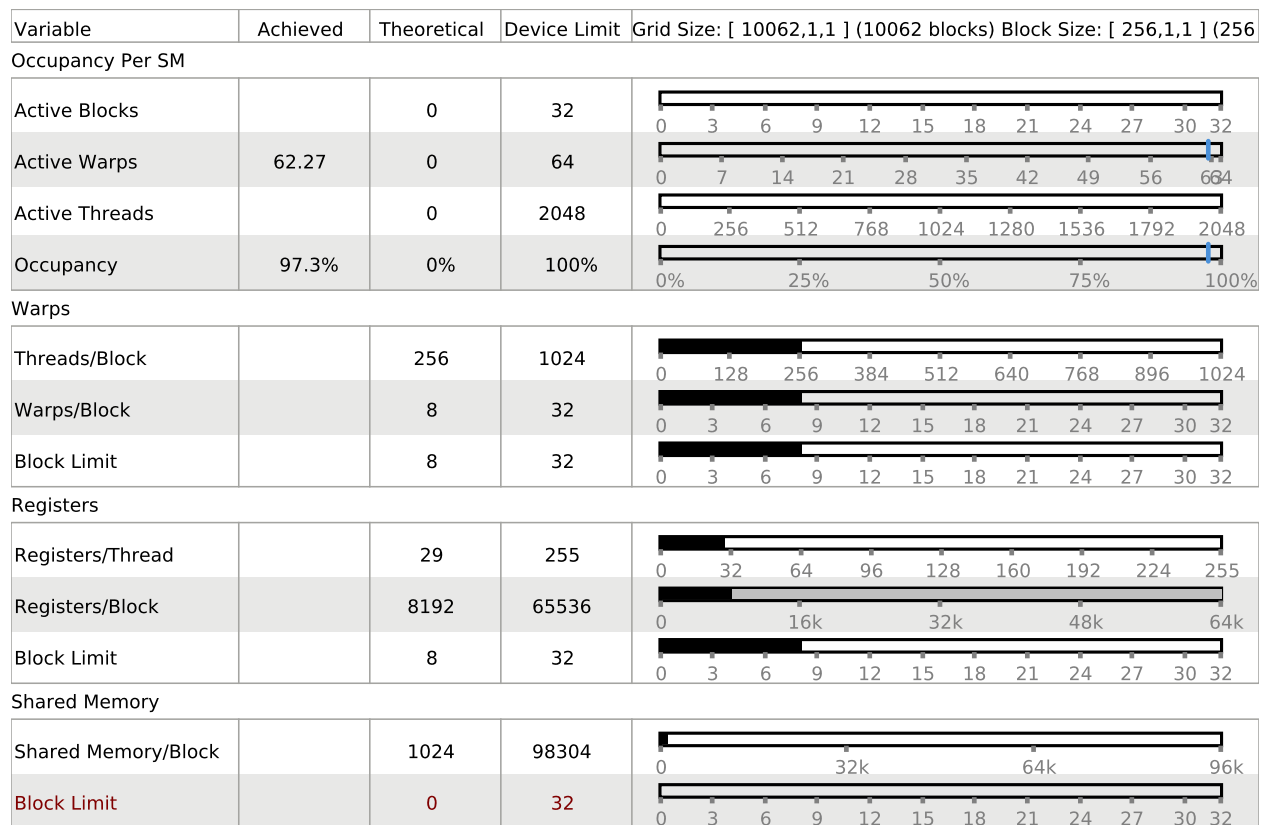 Variable Achieved Theoretical Device Limit Grid Size: [ 10062,1,1 ] (10062 blocks) Block Size: [ 256,1,1 ] (256
Occupancy Per SM
Active Blocks 0 32
0 3 6 9 12 15 18 21 24 27 30 32
Active Warps 62.27 0 64
0 7 14 21 28 35 42 49 56 63 64
Active Threads 0 2048
0 256 512 768 1024 1280 1536 1792 2048
Occupancy 97.3% 0% 100%
0% 25% 50% 75% 100%
Warps
Threads/Block 256 1024
0 128 256 384 512 640 768 896 1024
Warps/Block 8 32
0 3 6 9 12 15 18 21 24 27 30 32
Block Limit 8 32
0 3 6 9 12 15 18 21 24 27 30 32
Registers
Registers/Thread 29 255
0 32 64 96 128 160 192 224 255
Registers/Block 8192 65536
0 16k 32k 48k 64k
Block Limit 8 32
0 3 6 9 12 15 18 21 24 27 30 32
Shared Memory
Shared Memory/Block 1024 98304
0 32k 64k 96k
Block Limit 0 32
0 3 6 9 12 15 18 21 24 27 30 32